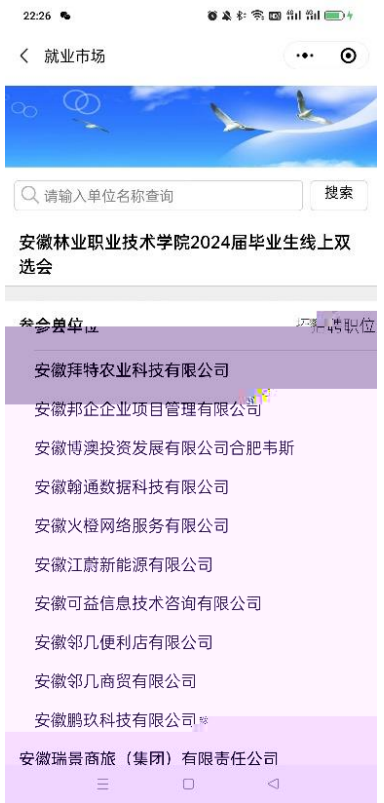 22:26
就业市场
请输入单位名称查询
搜索
安徽林业职业技术学院2024届毕业生线上双
选会
参会单位
招聘职位
安徽拜特农业科技有限公司
安徽邦企企业项目管理有限公司
安徽博澳投资发展有限公司合肥韦斯
安徽翰通数据科技有限公司
安徽火橙网络服务有限公司
安徽江蔚新能源有限公司
安徽可益信息技术咨询有限公司
安徽邻几便利店有限公司
安徽邻几商贸有限公司
安徽鹏玖科技有限公司
安徽瑞景商旅（集团）有限责任公司